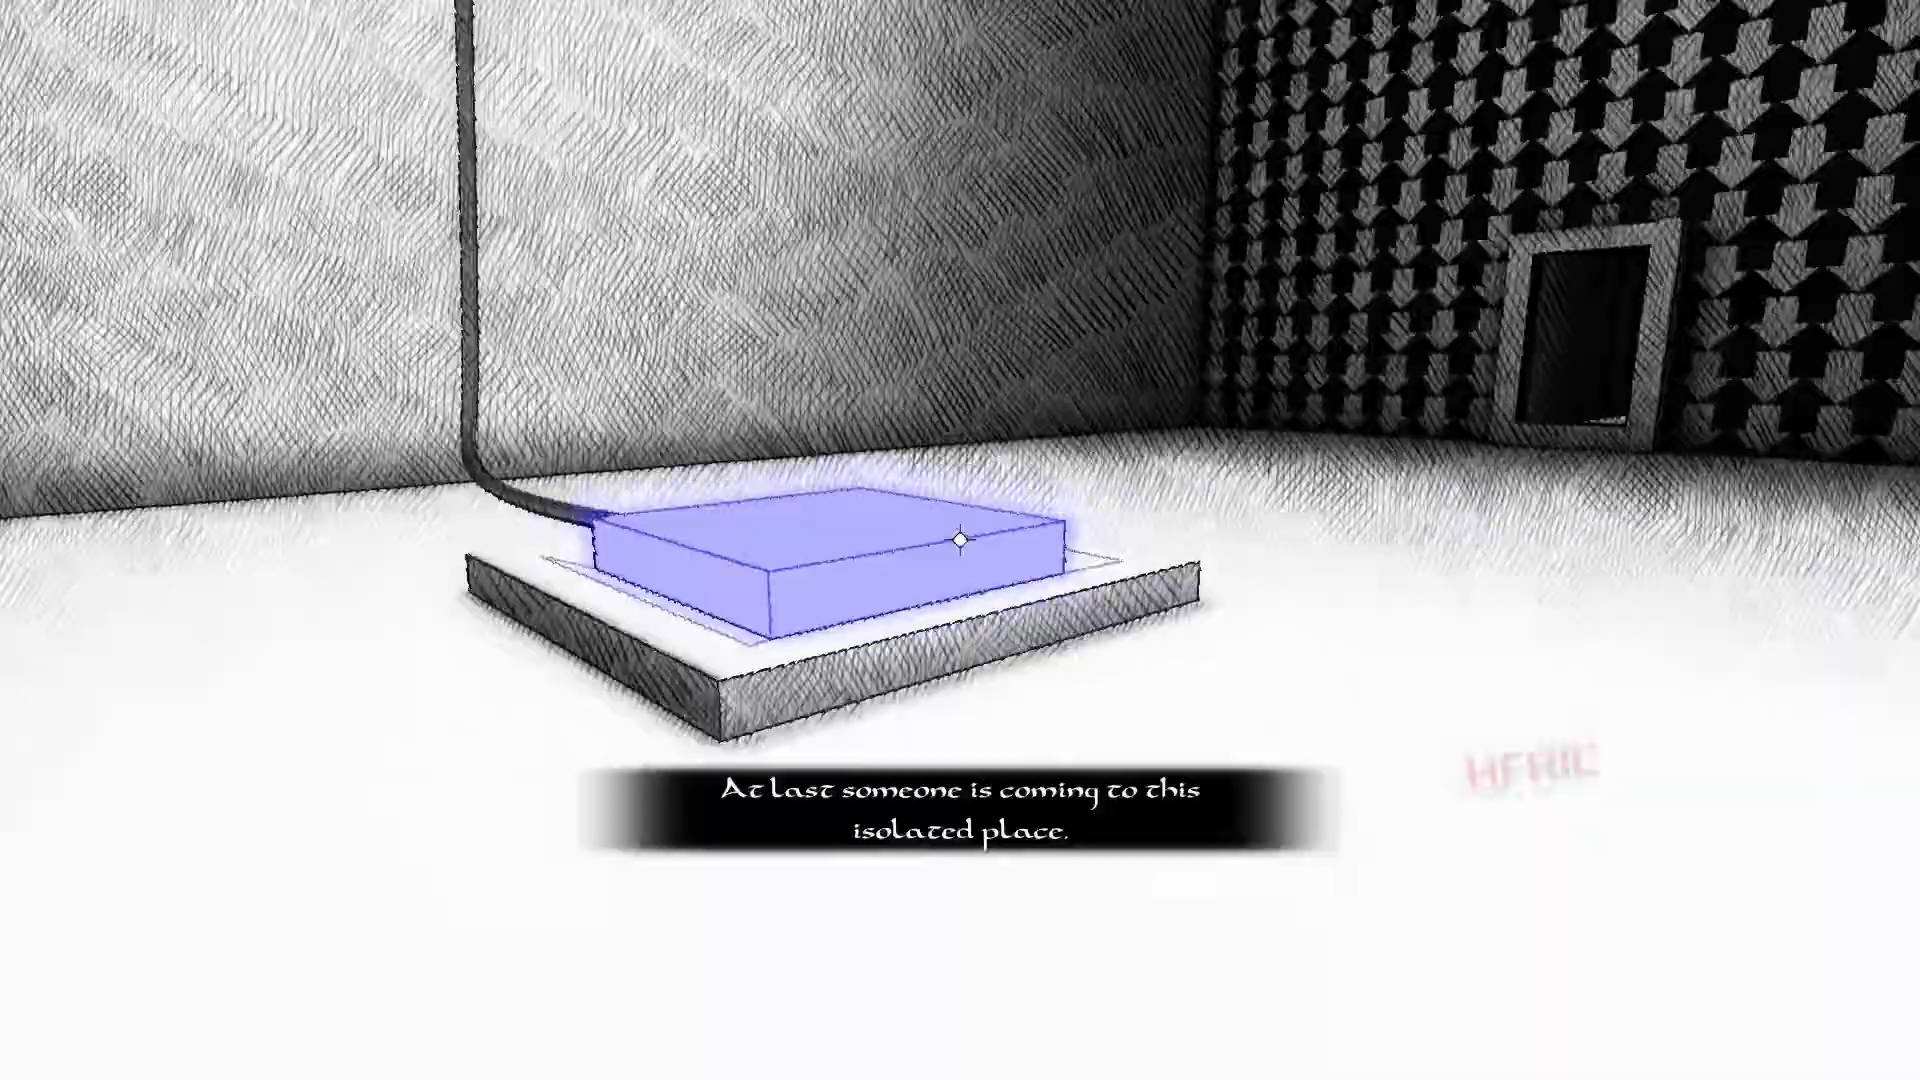 At last someone is coming to this
isolated place.